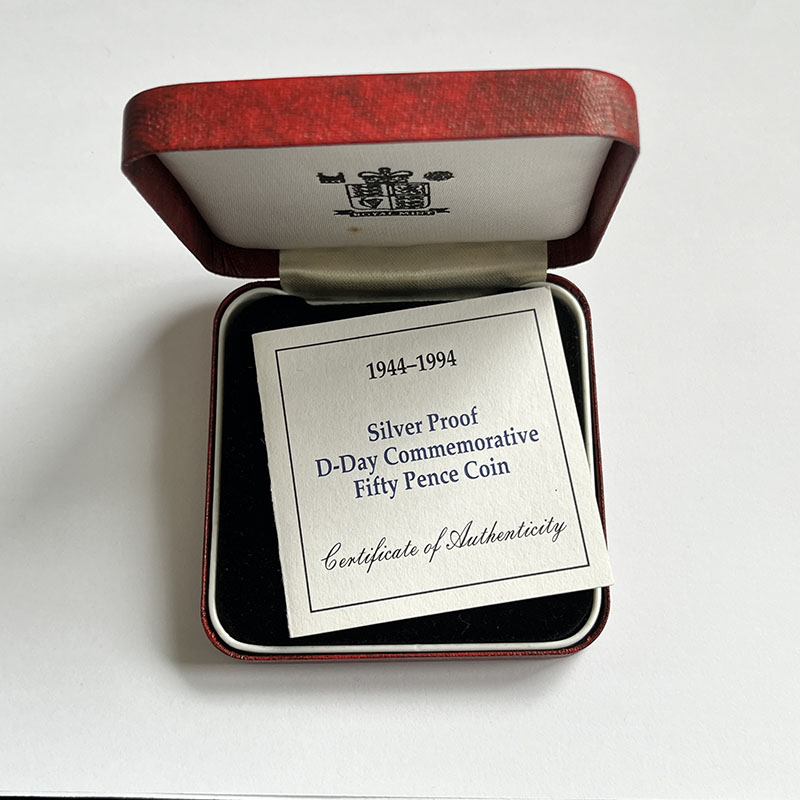 ROYAL MINT
1944–1994
Silver Proof
D-Day Commemorative
Fifty Pence Coin
Certificate of Authenticity